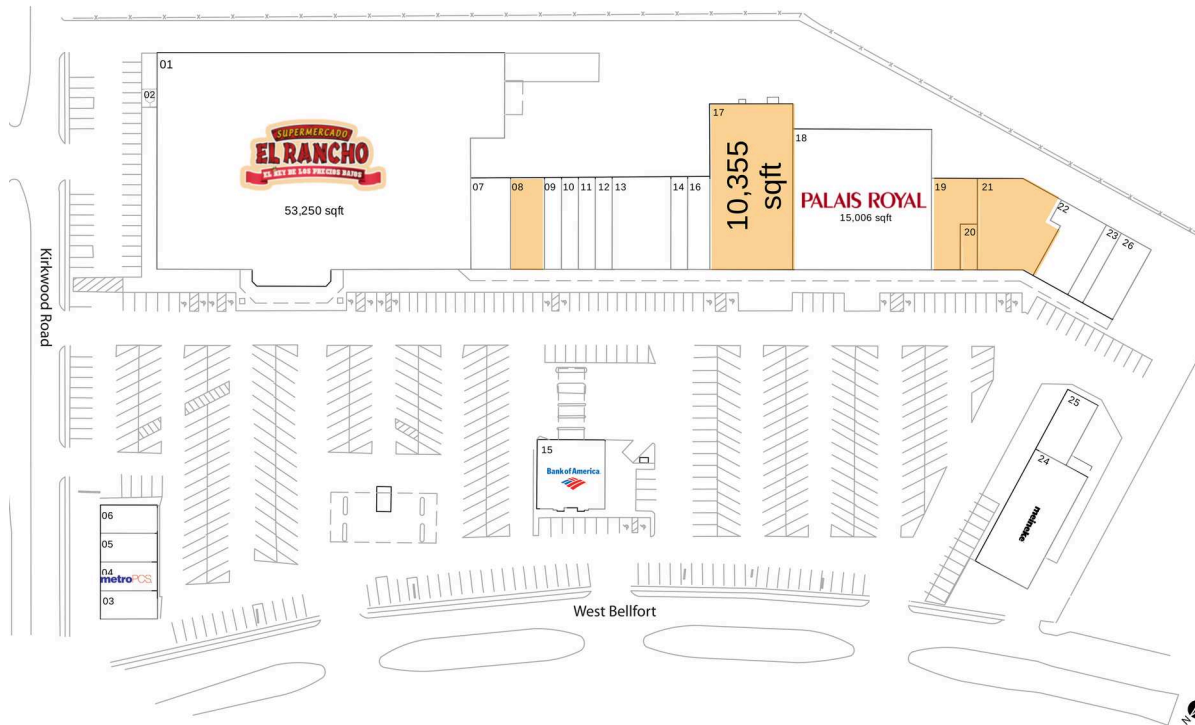 01
02
SUPERMERCADO
EL RANCHO
EL REY DE LOS PRECIOS BAJOS
53,250 sqft
07
08
09
10
11
12
13
14
16
17
10,355
sqft
18
PALAIS ROYAL
15,006 sqft
19
20
21
22
23
26
Kirkwood Road
15
Bank of America
25
24
meineke
06
05
04
metroPCS.
03
West Bellfort
N